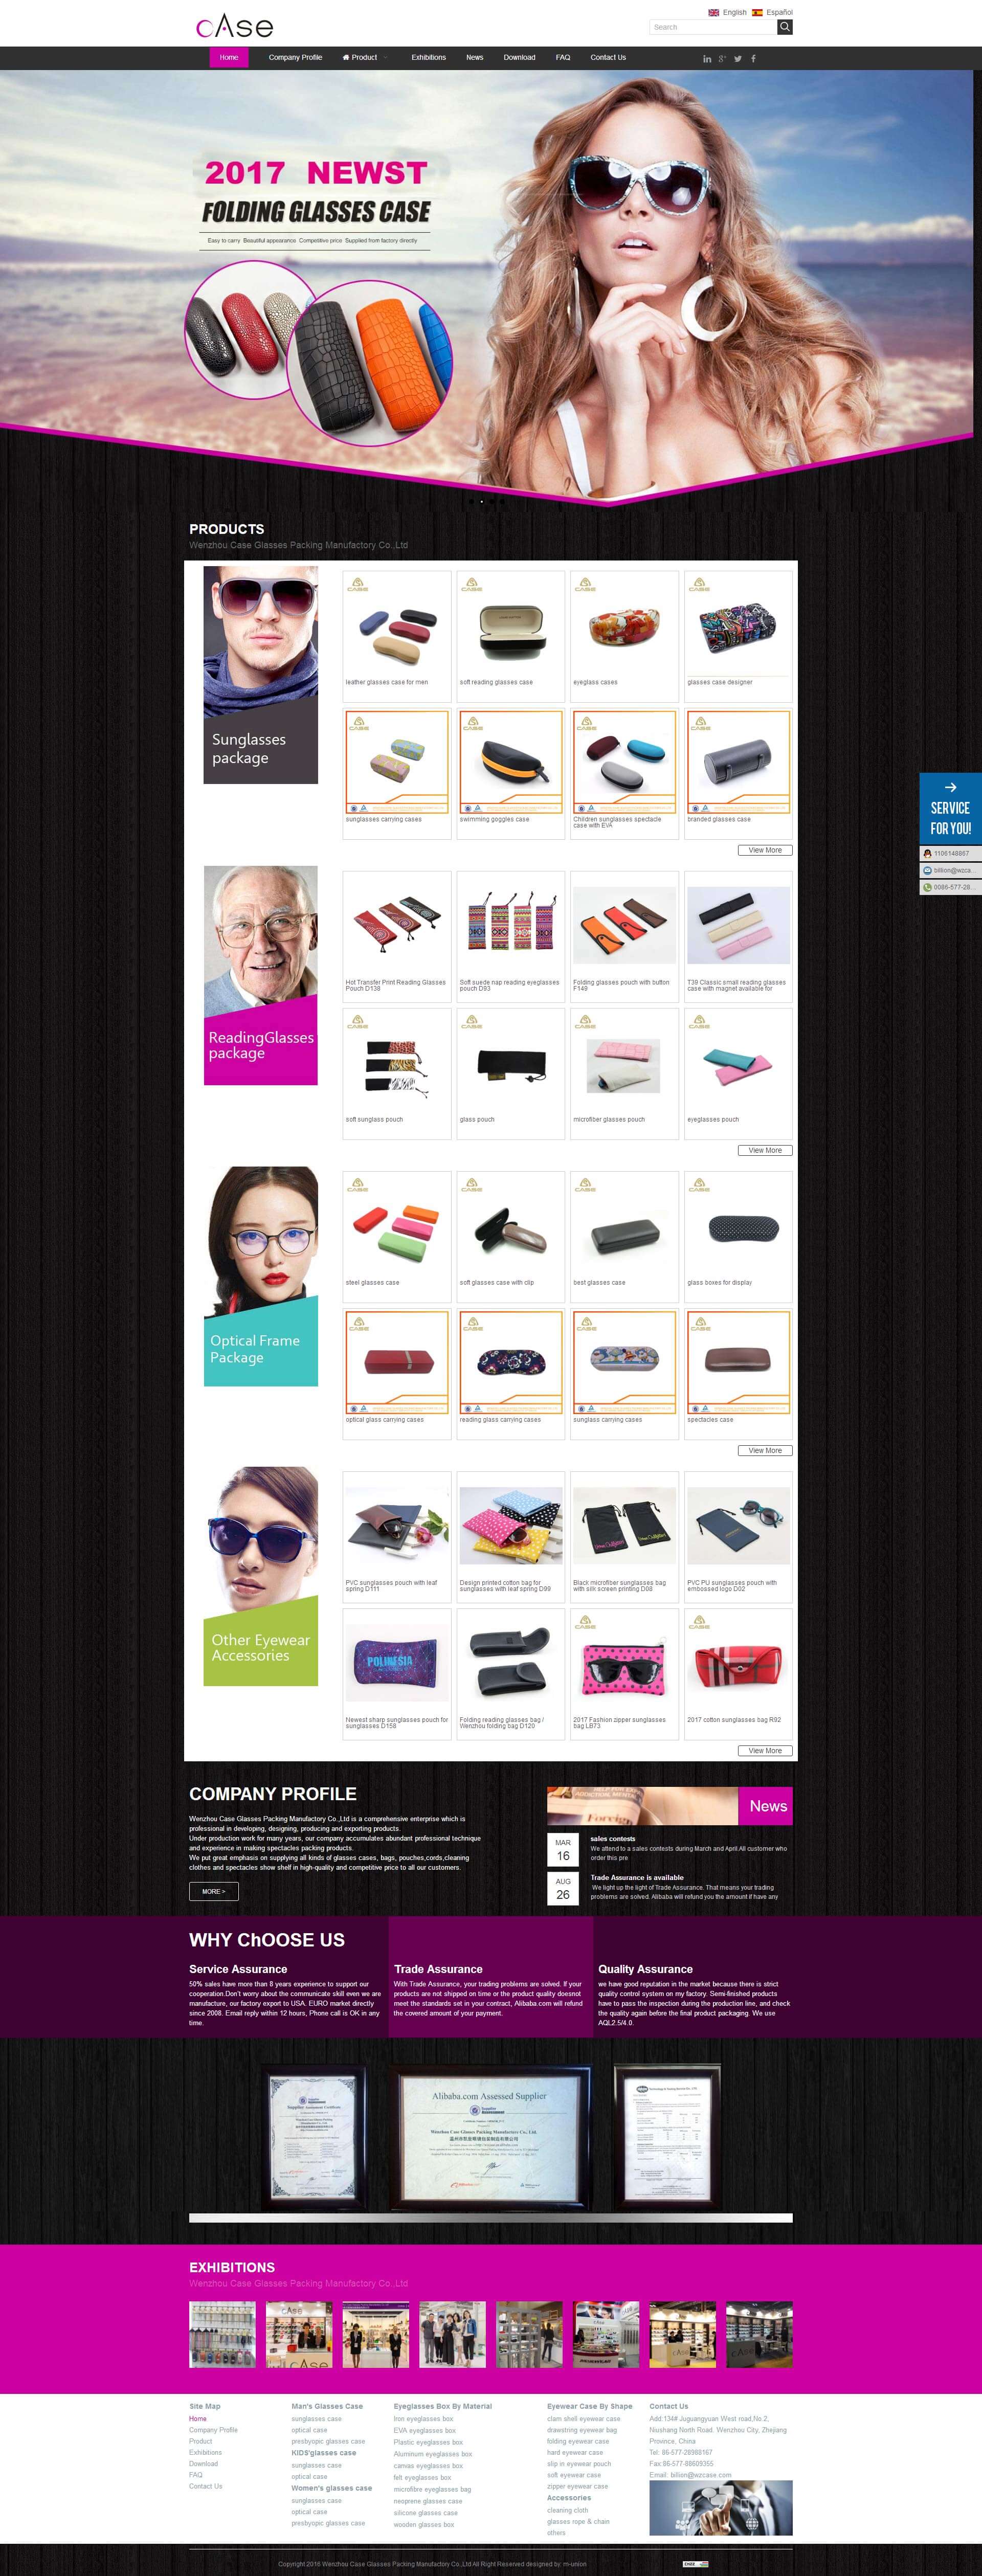 cAse
English Español
Search
Home Company Profile Product Exhibitions News Download FAQ Contact Us
2017 NEWST
FOLDING GLASSES CASE
Easy to carry Beautiful appearance Competitive price Supplied from factory directly
PRODUCTS
Wenzhou Case Glasses Packing Manufactory Co.,Ltd
Sunglasses
package
leather glasses case for men
soft reading glasses case
eyeglass cases
glasses case designer
sunglasses carrying cases
swimming goggles case
Children sunglasses spectacle
case with EVA
branded glasses case
View More
SERVICE
FOR YOU!
1106148867
billion@wzca...
0086-577-28...
ReadingGlasses
package
Hot Transfer Print Reading Glasses
Pouch D138
Soft suede nap reading eyeglasses
pouch D93
Folding glasses pouch with button
F149
T39 Classic small reading glasses
case with magnet available for
soft sunglass pouch
glass pouch
microfiber glasses pouch
eyeglasses pouch
View More
Optical Frame
Package
steel glasses case
soft glasses case with clip
best glasses case
glass boxes for display
optical glass carrying cases
reading glass carrying cases
sunglass carrying cases
spectacles case
View More
Other Eyewear
Accessories
PVC sunglasses pouch with leaf
spring D111
Design printed cotton bag for
sunglasses with leaf spring D99
Black microfiber sunglasses bag
with silk screen printing D08
PVC PU sunglasses pouch with
embossed logo D02
POLINESIA
Newest sharp sunglasses pouch for
sunglasses D158
Folding reading glasses bag /
Wenzhou folding bag D120
2017 Fashion zipper sunglasses
bag LB73
2017 cotton sunglasses bag R92
View More
COMPANY PROFILE
Wenzhou Case Glasses Packing Manufactory Co.,Ltd is a comprehensive enterprise which is
professional in developing, designing, producing and exporting products.
Under production work for many years, our company accumulates abundant professional technique
and experience in making spectacles packing products.
We put great emphasis on supplying all kinds of glasses cases, bags, pouches,cords,cleaning
clothes and spectacles show shelf in high-quality and competitive price to all our customers.
MORE >
News
MAR
16
sales contests
We attend to a sales contests during March and April.All customer who
order this pre
AUG
26
Trade Assurance is available
We light up the light of Trade Assurance. That means your trading
problems are solved. Alibaba will refund you the amount if have any
WHY ChOOSE US
Service Assurance
50% sales have more than 8 years experience to support our
cooperation.Don't worry about the communicate skill even we are
manufacture, our factory export to USA. EURO market directly
since 2008. Email reply within 12 hours, Phone call is OK in any
time.
Trade Assurance
With Trade Assurance, your trading problems are solved. If your
products are not shipped on time or the product quality doesnot
meet the standards set in your contract, Alibaba.com will refund
the covered amount of your payment.
Quality Assurance
we have good reputation in the market because there is strict
quality control system on my factory. Semi-finished products
have to pass the inspection during the production line, and check
the quality again before the final product packaging. We use
AQL2.5/4.0.
Alibaba.com Assessed Supplier
Wenzhou Case Glasses Packing Manufactory Co., Ltd.
EXHIBITIONS
Wenzhou Case Glasses Packing Manufactory Co.,Ltd
Site Map
Home
Company Profile
Product
Exhibitions
Download
FAQ
Contact Us
Man's Glasses Case
sunglasses case
optical case
presbyopic glasses case
KIDS'glasses case
sunglasses case
optical case
Women's glasses case
sunglasses case
optical case
presbyopic glasses case
Eyeglasses Box By Material
Iron eyeglasses box
EVA eyeglasses box
Plastic eyeglasses box
Aluminum eyeglasses box
canvas eyeglasses box
felt eyeglasses box
microfibre eyeglasses bag
neoprene glasses case
silicone glasses case
wooden glasses box
Eyewear Case By Shape
clam shell eyewear case
drawstring eyewear bag
folding eyewear case
hard eyewear case
slip in eyewear pouch
soft eyewear case
zipper eyewear case
Accessories
cleaning cloth
glasses rope & chain
others
Contact Us
Add:134# Juguangyuan West road,No.2,
Niushang North Road. Wenzhou City, Zhejiang
Province, China
Tel: 86-577-28988167
Fax:86-577-88609355
Email: billion@wzcase.com
Copyright 2016 Wenzhou Case Glasses Packing Manufactory Co.,Ltd All Right Reserved designed by: m-union